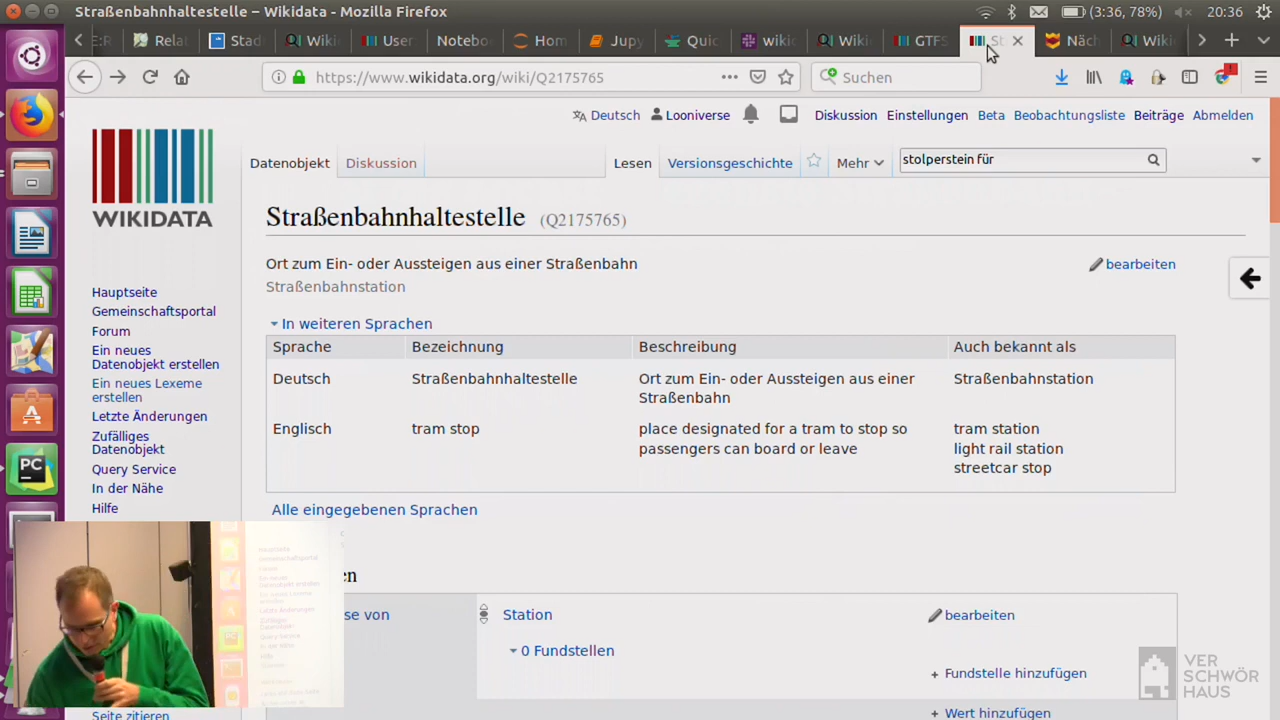 Straßenbahnhaltestelle – Wikidata - Mozilla Firefox
(3:36, 78%)
20:36
E:R
Rela
Stad
Wiki
User
Notebo
Hom
Jupy
Quic
wikic
Wiki
GTFS
St
Näch
Wiki
https://www.wikidata.org/wiki/Q2175765
Suchen
Deutsch
Looniverse
Diskussion
Einstellungen
Beta
Beobachtungsliste
Beiträge
Abmelden
WIKIDATA
Datenobjekt
Diskussion
Lesen
Versionsgeschichte
Mehr
stolperstein für
Hauptseite
Gemeinschaftsportal
Forum
Ein neues
Datenobjekt erstellen
Ein neues Lexeme
erstellen
Letzte Änderungen
Zufälliges
Datenobjekt
Query Service
In der Nähe
Hilfe
Seite zitieren
Straßenbahnhaltestelle (Q2175765)
Ort zum Ein- oder Aussteigen aus einer Straßenbahn
bearbeiten
Straßenbahnstation
In weiteren Sprachen
Sprache Bezeichnung Beschreibung Auch bekannt als
Deutsch Straßenbahnhaltestelle Ort zum Ein- oder Aussteigen aus einer Straßenbahnstation
Straßenbahn
Englisch tram stop place designated for a tram to stop so tram station
passengers can board or leave light rail station
streetcar stop
Alle eingegebenen Sprachen
en
se von
Station
bearbeiten
0 Fundstellen
+ Fundstelle hinzufügen
+ Wert hinzufügen
VER
SCHWÖR
HAUS